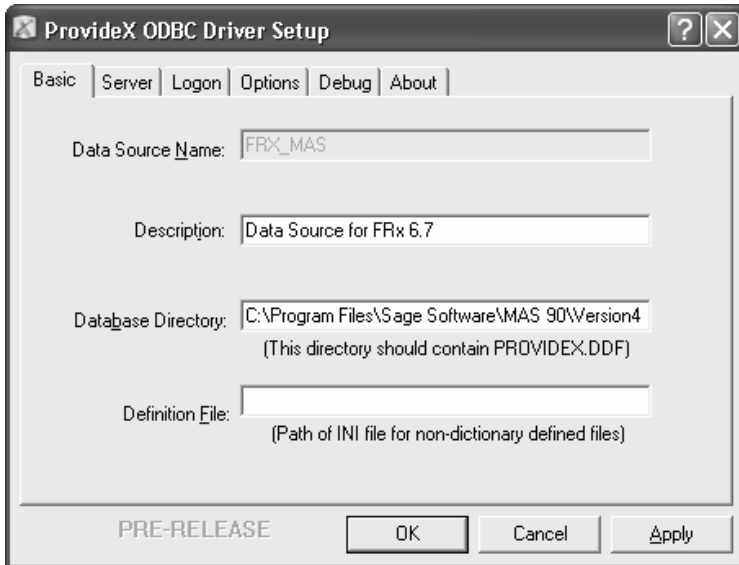 ProvideX ODBC Driver Setup
Basic Server Logon Options Debug About
Data Source Name: FRX_MAS
Description: Data Source for FRx 6.7
Database Directory: C:\Program Files\Sage Software\MAS 90\Version4
(This directory should contain PROVIDEX.DDF)
Definition File:
(Path of INI file for non-dictionary defined files)
PRE-RELEASE OK Cancel Apply